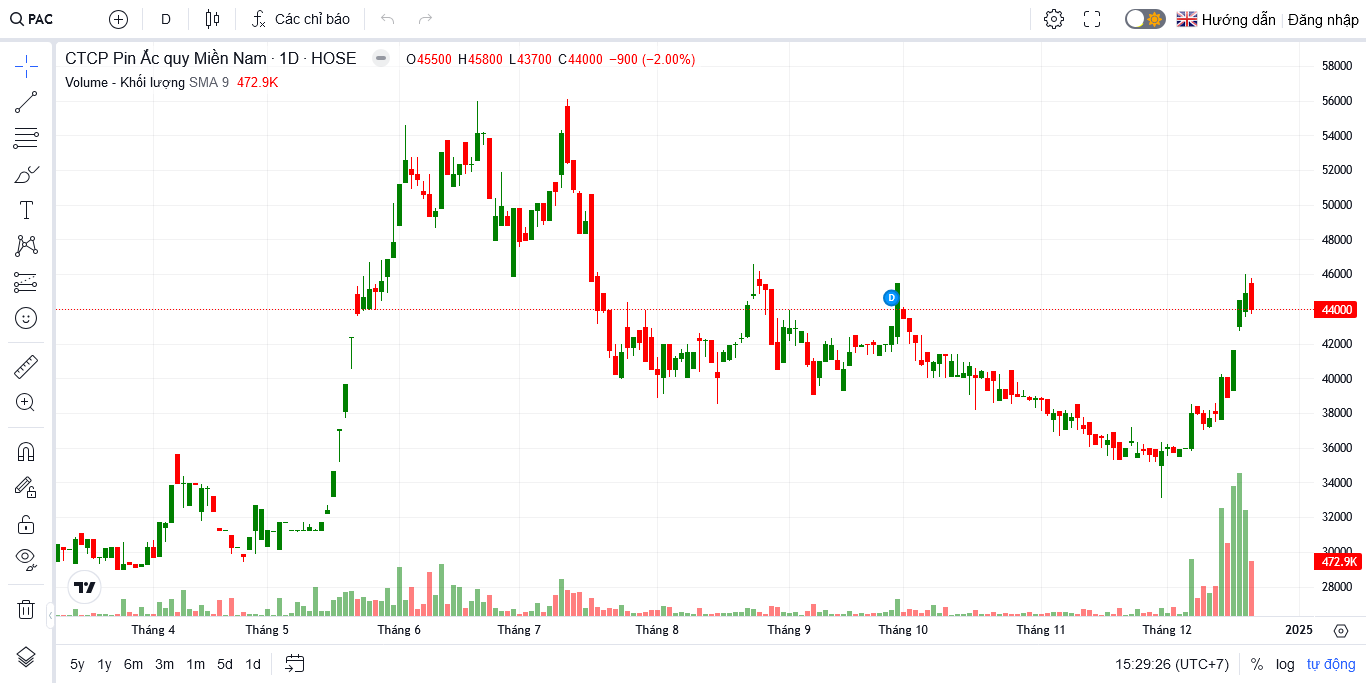 PAC D Các chỉ báo Hướng dẫn Đăng nhập
CTCP Pin Ắc quy Miền Nam · 1D · HOSE O45500 H45800 L43700 C44000 −900 (−2.00%)
Volume - Khối lượng SMA 9 472.9K
58000
56000
54000
52000
50000
48000
46000
D
44000
42000
40000
38000
36000
34000
32000
30000
472.9K
28000
Tháng 4 Tháng 5 Tháng 6 Tháng 7 Tháng 8 Tháng 9 Tháng 10 Tháng 11 Tháng 12 2025
5y 1y 6m 3m 1m 5d 1d 15:29:26 (UTC+7) % log tự động